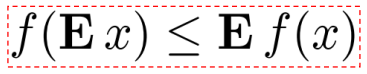 f(𝐄 x) ≤ 𝐄 f(x)